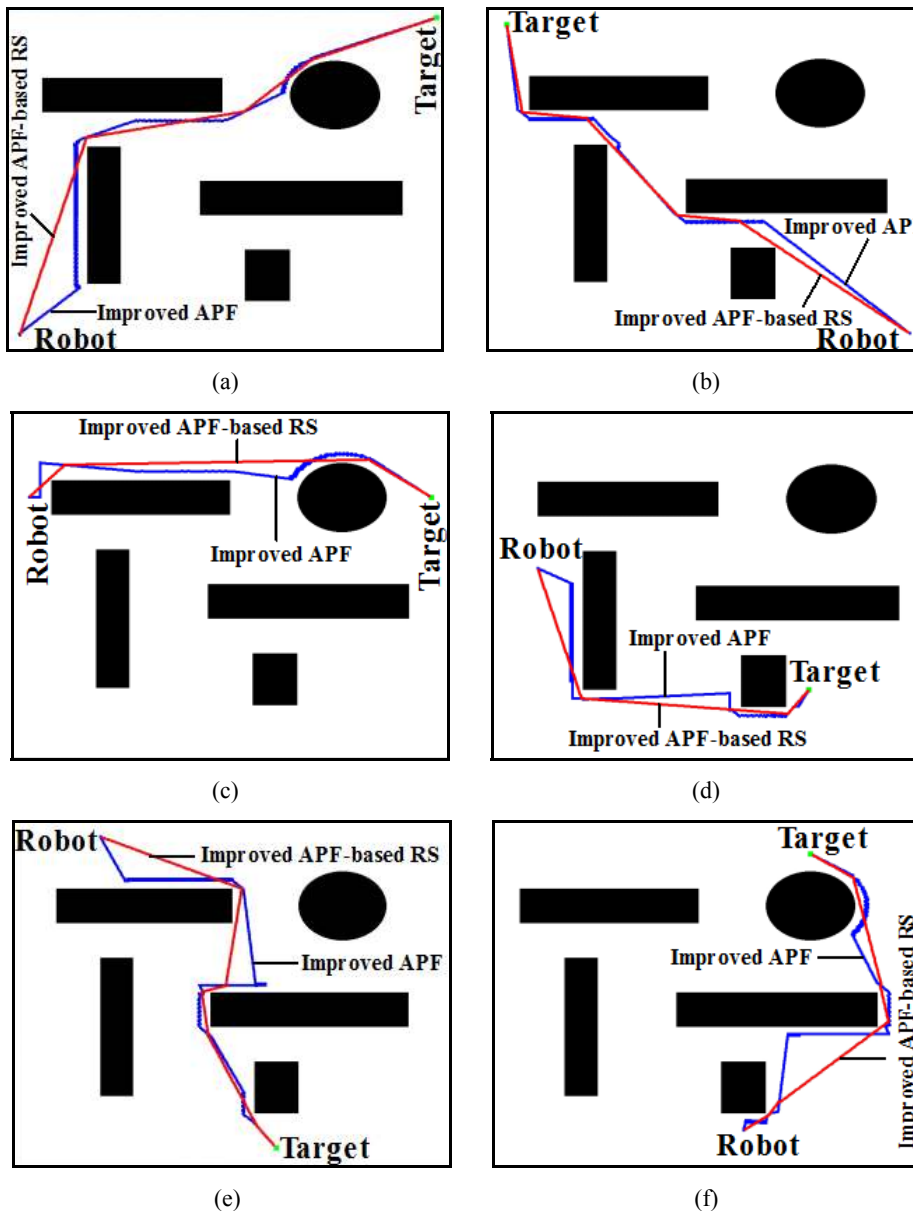 Improved APF-based RS
Target
Improved APF
Robot
(a)
Target
Improved AP
Improved APF-based RS
Robot
(b)
Improved APF-based RS
Robot
Improved APF
Target
(c)
Robot
Improved APF
Target
Improved APF-based RS
(d)
Robot
Improved APF-based RS
Improved APF
Target
(e)
Target
Improved APF
Improved APF-based RS
Robot
(f)